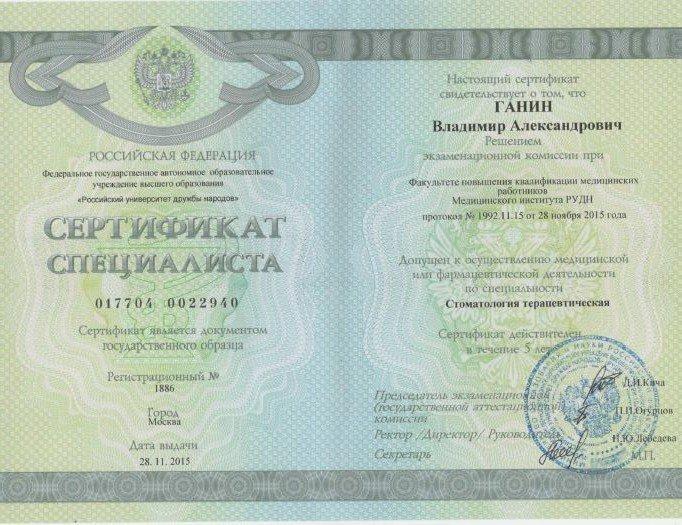 РОССИЙСКАЯ ФЕДЕРАЦИЯ
Федеральное государственное автономное образовательное
учреждение высшего образования
«Российский университет дружбы народов»
СЕРТИФИКАТ
СПЕЦИАЛИСТА
017704 0022940
Сертификат является документом
государственного образца
Регистрационный №
1886
Город
Москва
Дата выдачи
28. 11. 2015
Настоящий сертификат
свидетельствует о том, что
ГАНИН
Владимир Александрович
Решением
экзаменационной комиссии при
Факультете повышения квалификации медицинских
работников
Медицинского института РУДН
протокол № 1992.11.15 от 28 ноября 2015 года
Допущен к осуществлению медицинской
или фармацевтической деятельности
по специальности
Стоматология терапевтическая
Сертификат действителен
в течение 5 лет
Председатель экзаменационной
(государственной аттестационной)
комиссии
Д.И.Кича
Ректор /Директор/ Руководитель
П.П.Огурцов
Секретарь
Н.Ю.Лебедева
М.П.